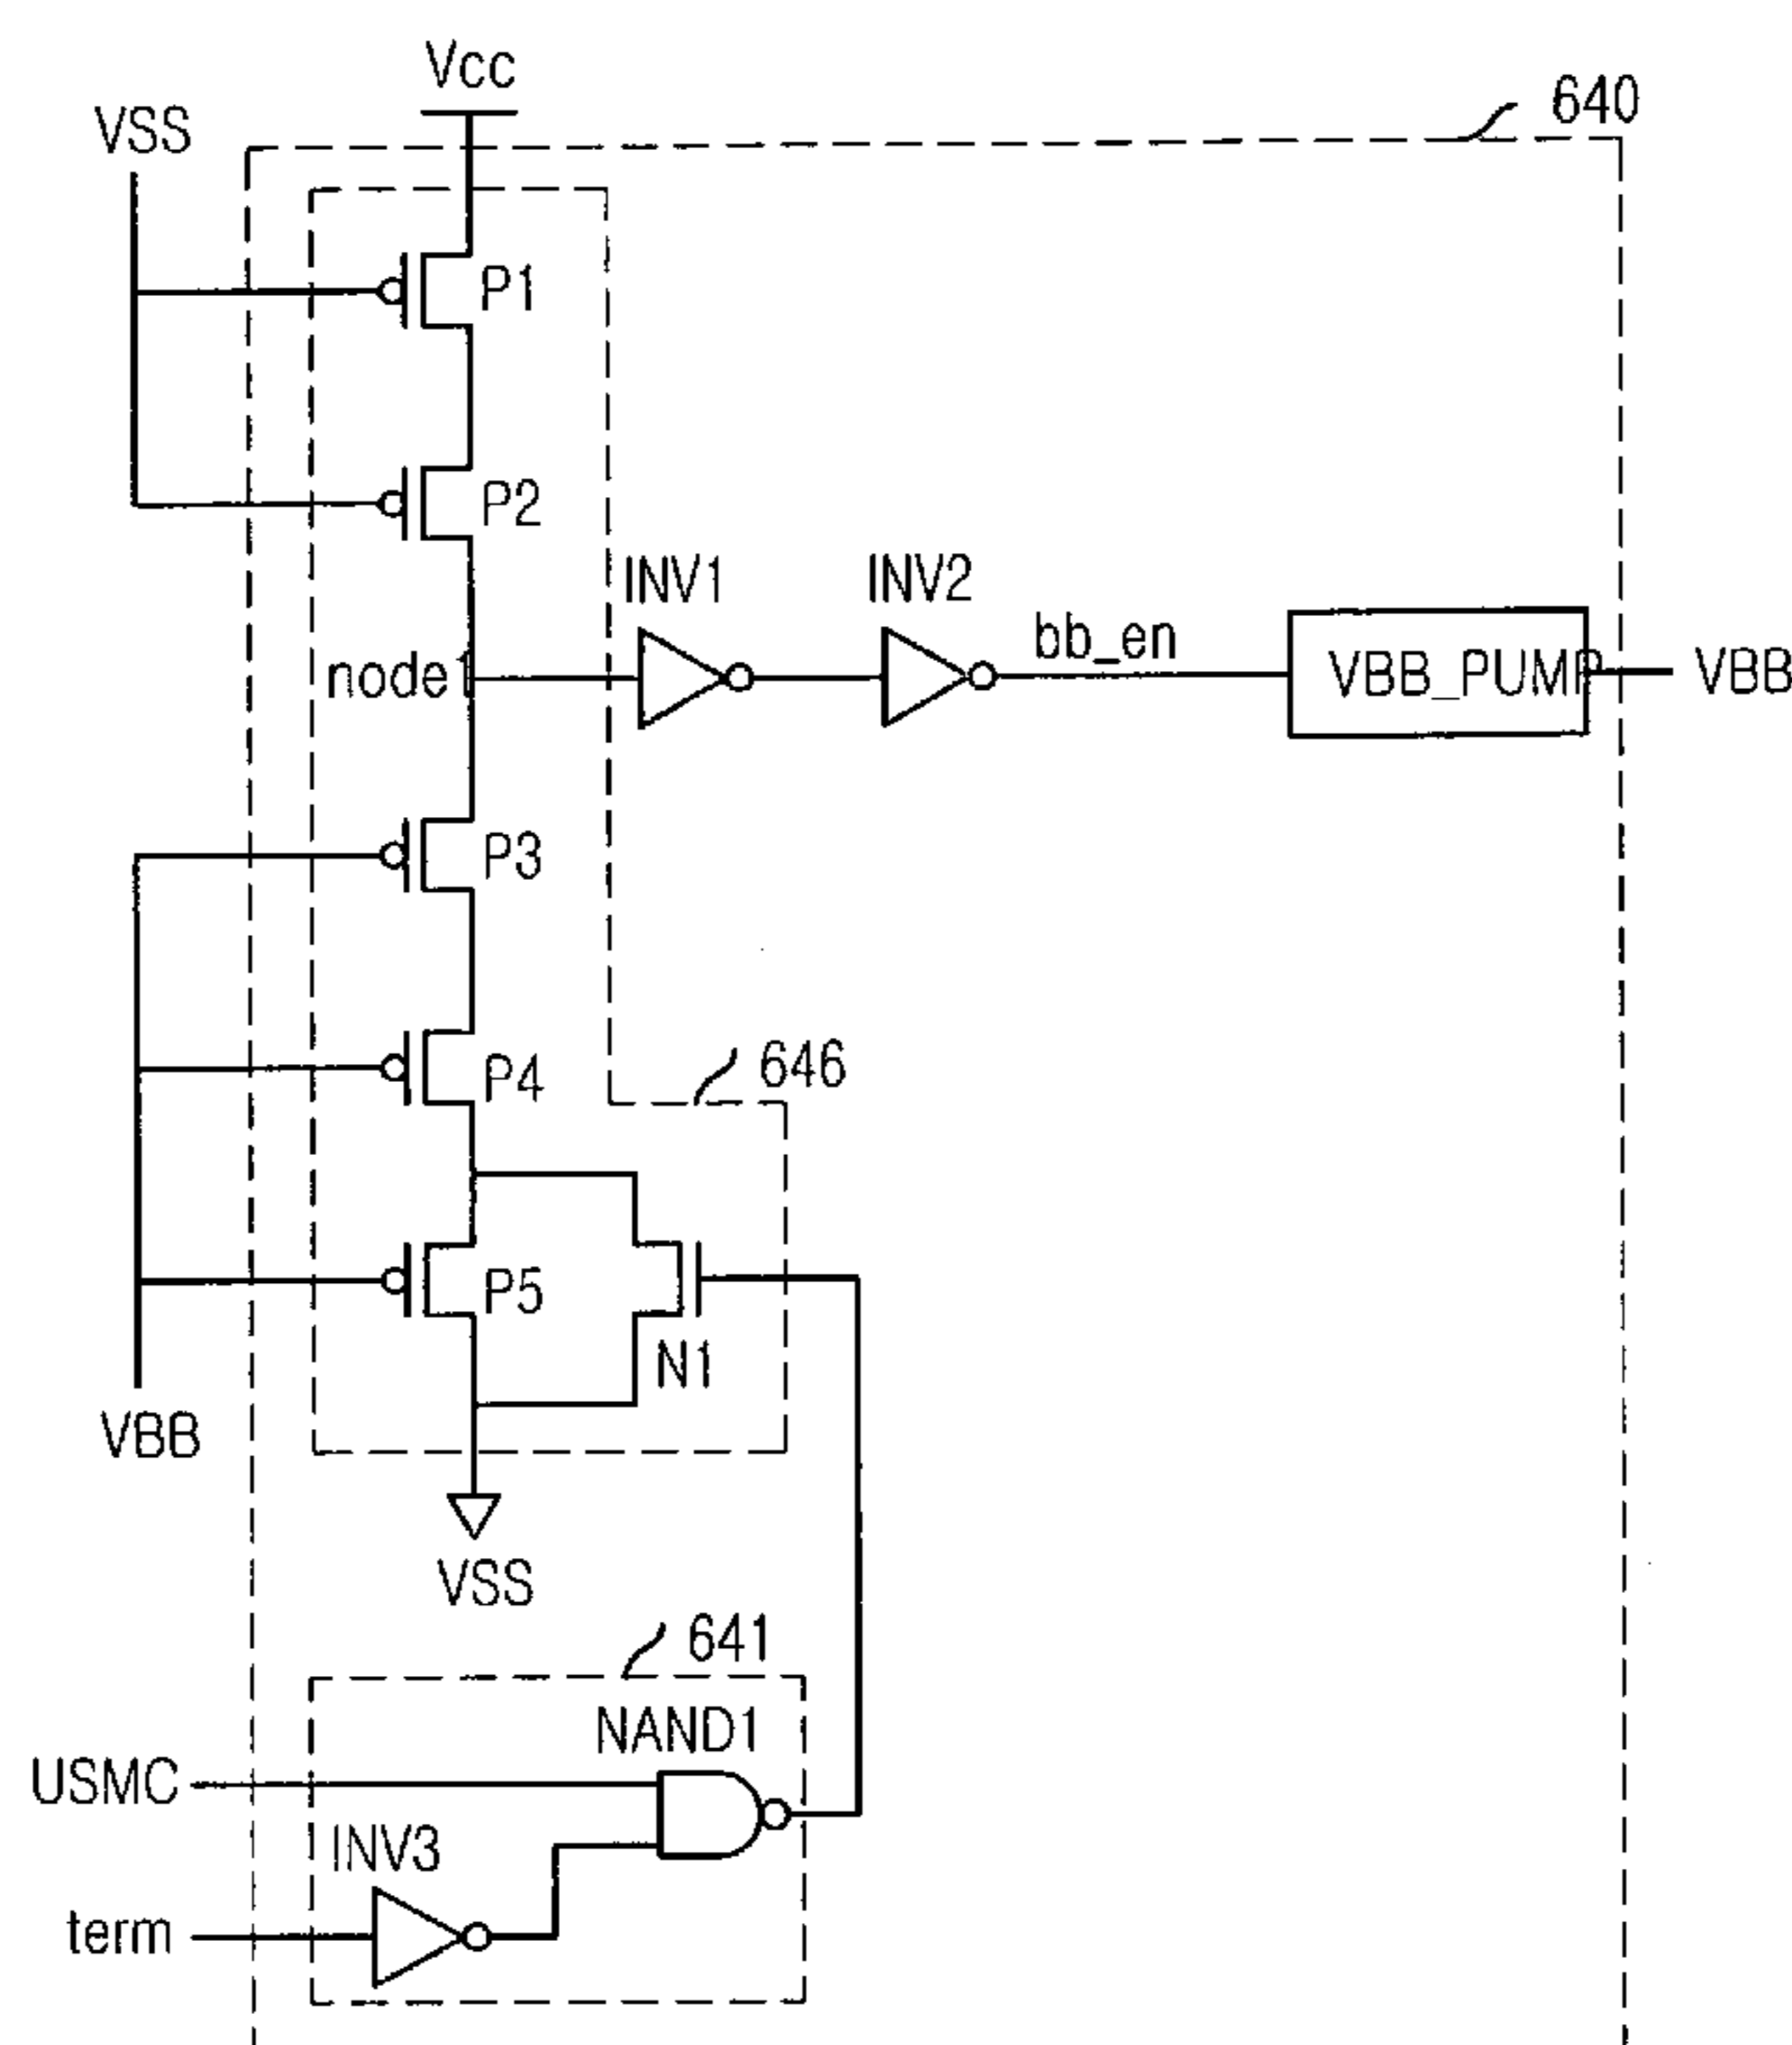 Vcc
VSS
640
P1
P2
INV1
INV2
bb_en
node1
VBB_PUMP
VBB
P3
646
P4
P5
N1
VBB
VSS
641
NAND1
USMC
INV3
term